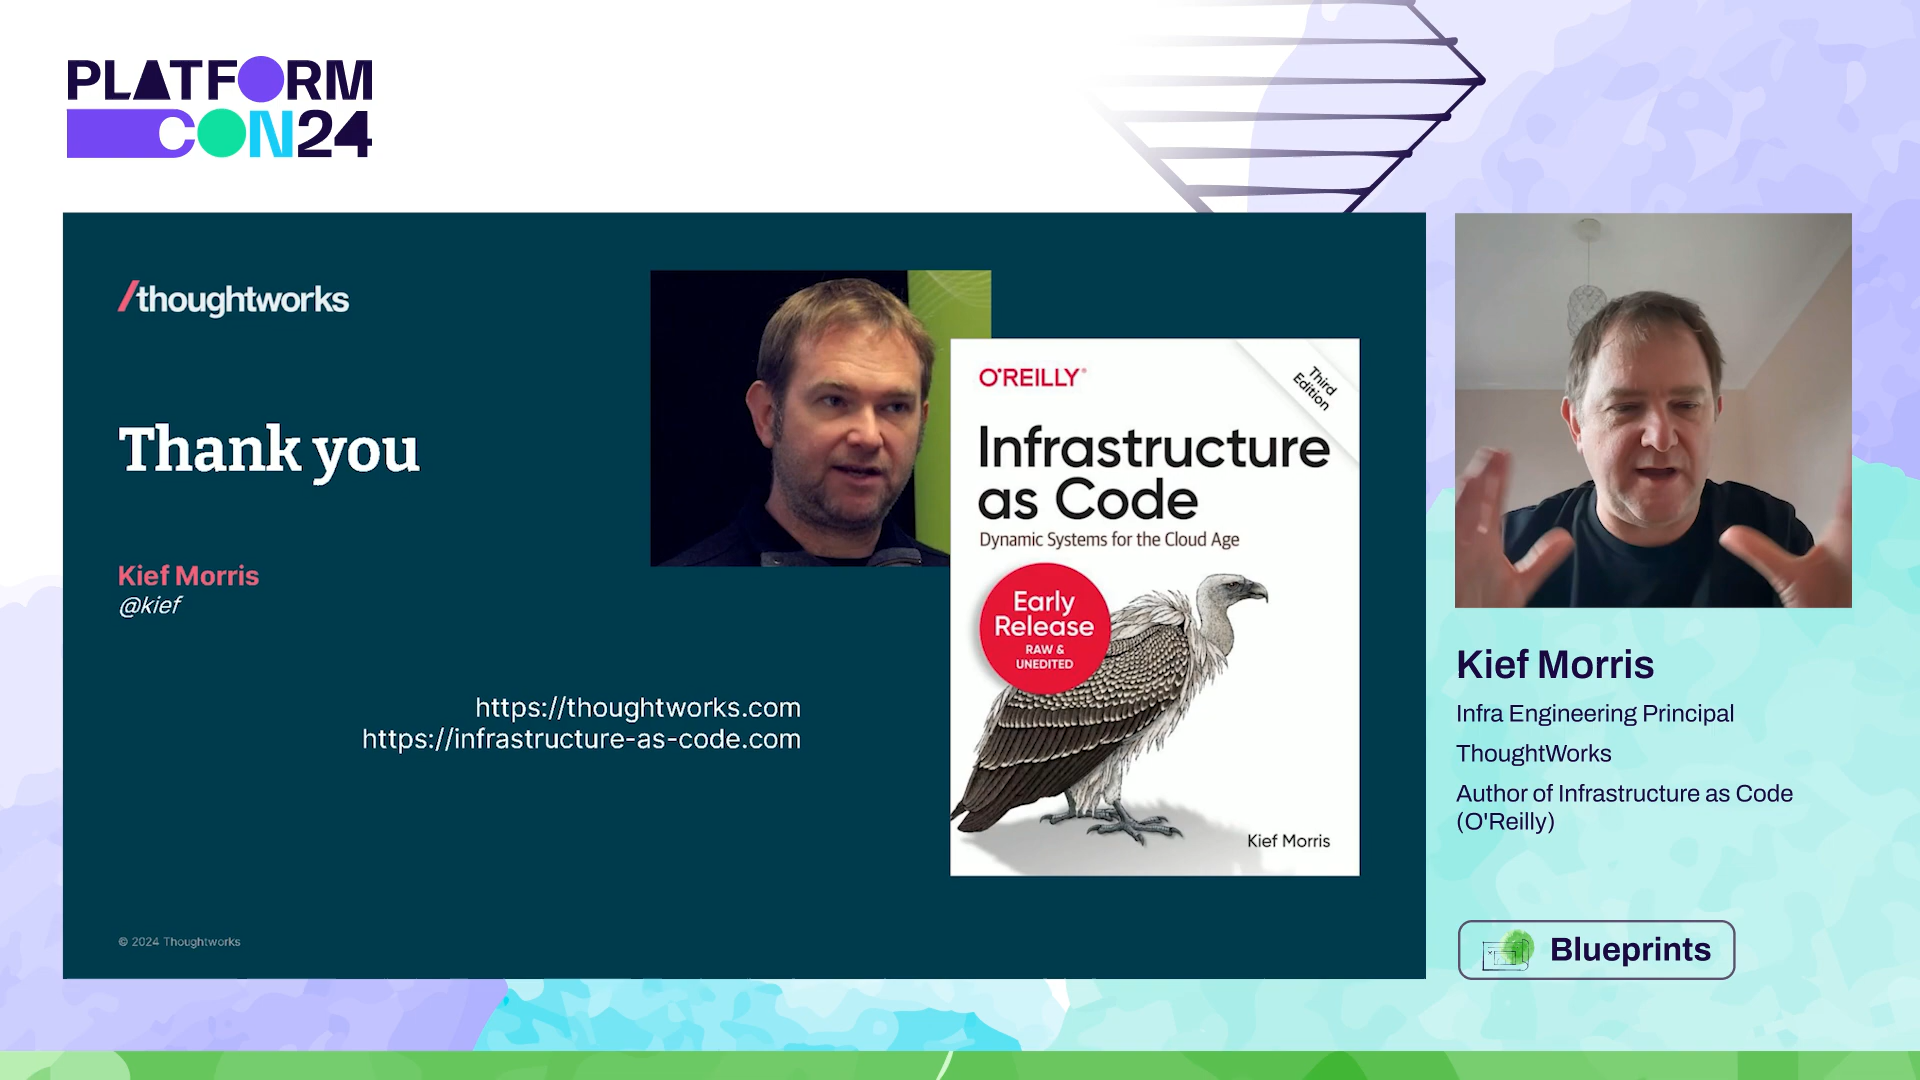 PLATFORM
CON24
/thoughtworks
Thank you
Kief Morris
@kief
https://thoughtworks.com
https://infrastructure-as-code.com
© 2024 Thoughtworks
O'REILLY®
Third
Edition
Infrastructure
as Code
Dynamic Systems for the Cloud Age
Early
Release
RAW &
UNEDITED
Kief Morris
Kief Morris
Infra Engineering Principal
ThoughtWorks
Author of Infrastructure as Code
(O'Reilly)
Blueprints